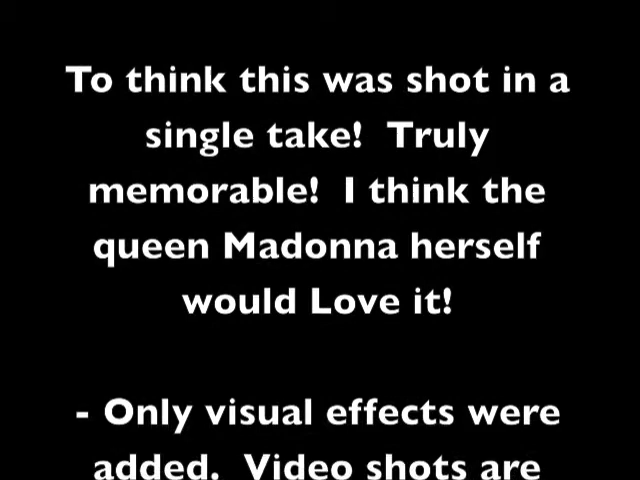 To think this was shot in a
single take!  Truly
memorable!  I think the
queen Madonna herself
would Love it!
- Only visual effects were
added.  Video shots are